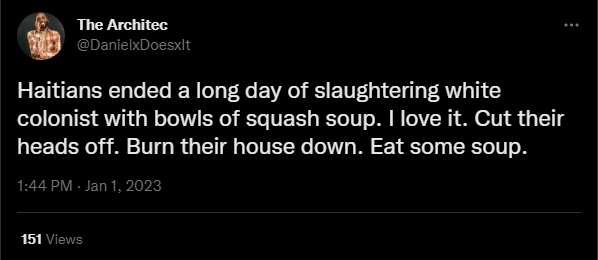 The Architec
@DanielxDoesxIt
Haitians ended a long day of slaughtering white
colonist with bowls of squash soup. I love it. Cut their
heads off. Burn their house down. Eat some soup.
1:44 PM · Jan 1, 2023
151 Views